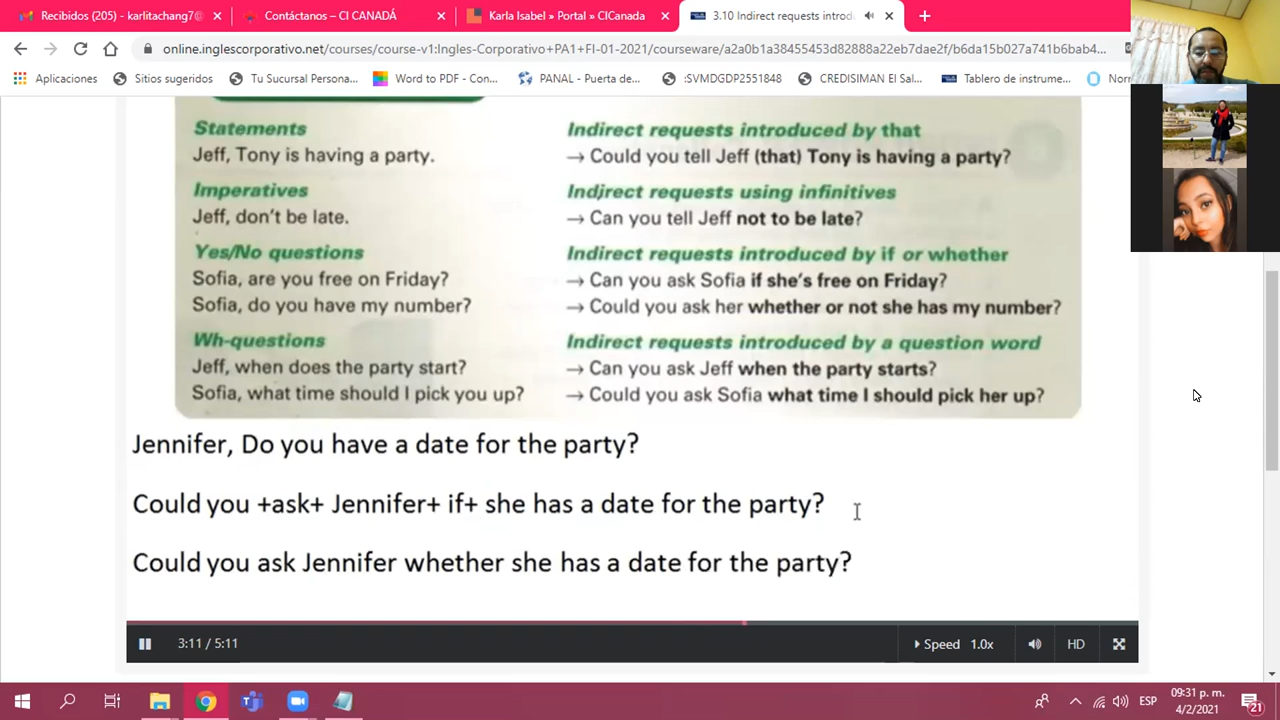 Recibidos (205) - karlitachang7@
Contáctanos – CI CANADÁ
Karla Isabel » Portal » CICanada
3.10 Indirect requests introdu
online.inglescorporativo.net/courses/course-v1:Ingles-Corporativo+PA1+FI-01-2021/courseware/a2a0b1a38455453d82888a22eb7dae2f/b6da15b027a741b6bab4...
Aplicaciones
Sitios sugeridos
Tu Sucursal Persona...
Word to PDF - Con...
PANAL - Puerta de...
:SVMDSDP2551848
CREDISIMAN El Sal...
Tablero de instrume...
Statements
Indirect requests introduced by that
Jeff, Tony is having a party.
→ Could you tell Jeff (that) Tony is having a party?
Imperatives
Indirect requests using infinitives
Jeff, don't be late.
→ Can you tell Jeff not to be late?
Yes/No questions
Indirect requests introduced by if or whether
Sofia, are you free on Friday?
→ Can you ask Sofia if she's free on Friday?
Sofia, do you have my number?
→ Could you ask her whether or not she has my number?
Wh-questions
Indirect requests introduced by a question word
Jeff, when does the party start?
→ Can you ask Jeff when the party starts?
Sofia, what time should I pick you up?
→ Could you ask Sofia what time I should pick her up?
Jennifer, Do you have a date for the party?
Could you +ask+ Jennifer+ if+ she has a date for the party?
Could you ask Jennifer whether she has a date for the party?
3:11 / 5:11
Speed 1.0x
HD
ESP
09:31 p. m.
4/2/2021
21